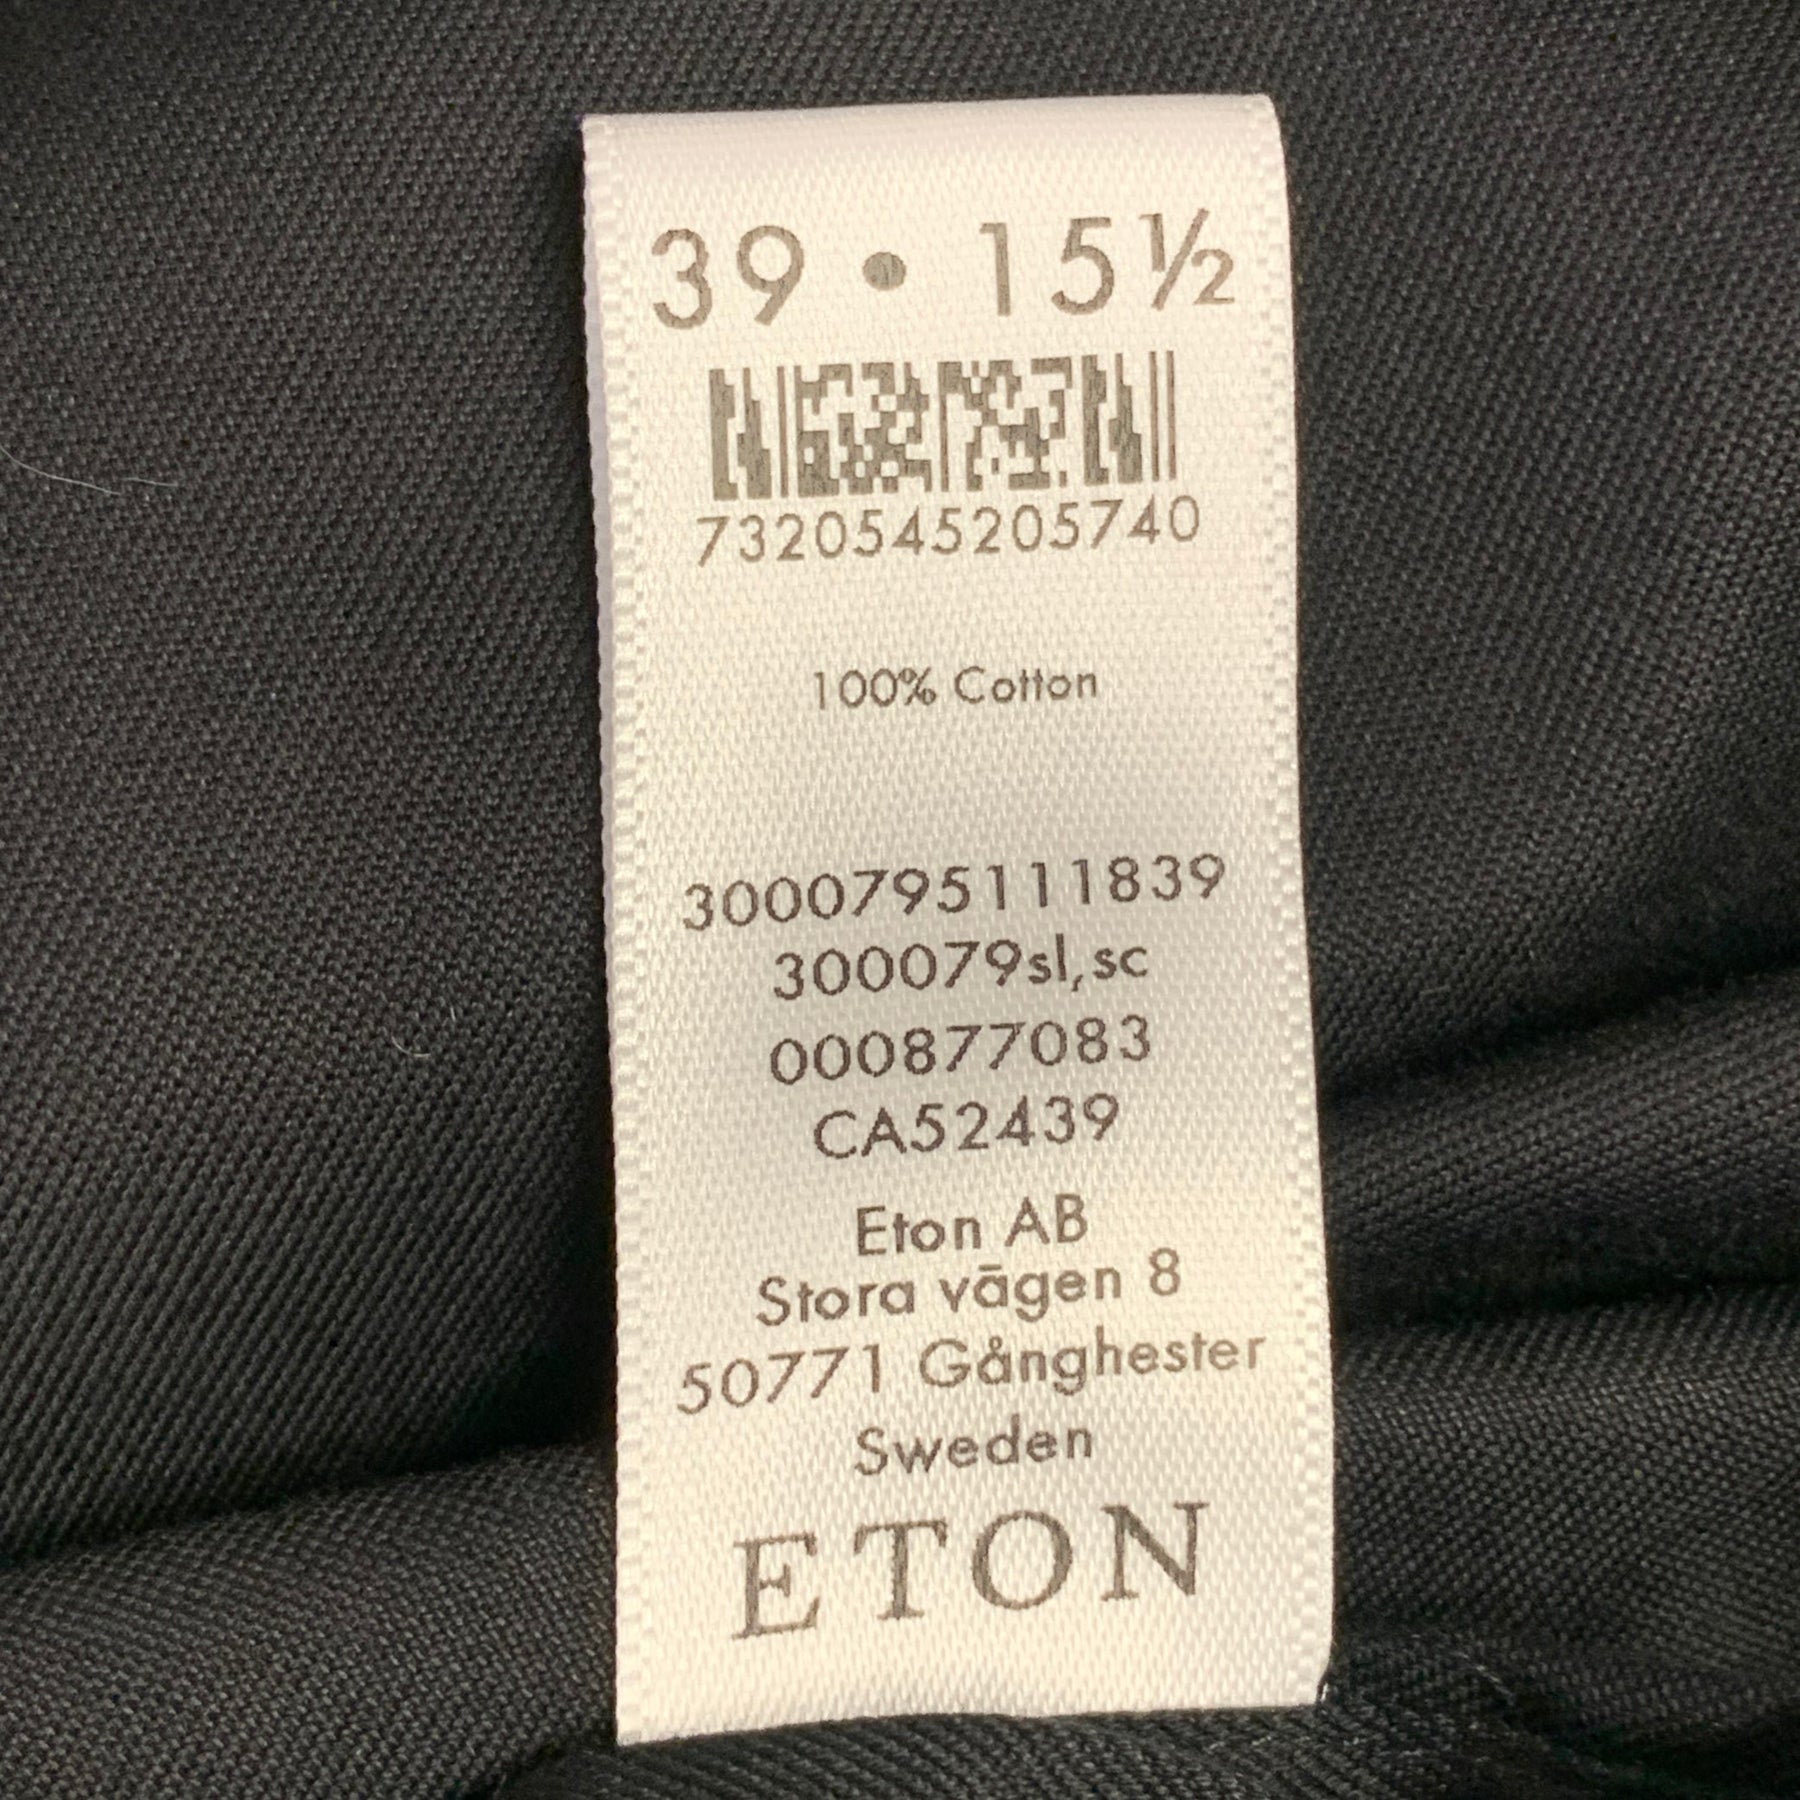 39 • 15½
7320545205740
100% Cotton
3000795111839
300079sl,sc
000877083
CA52439
Eton AB
Stora vägen 8
50771 Gånghester
Sweden
ETON